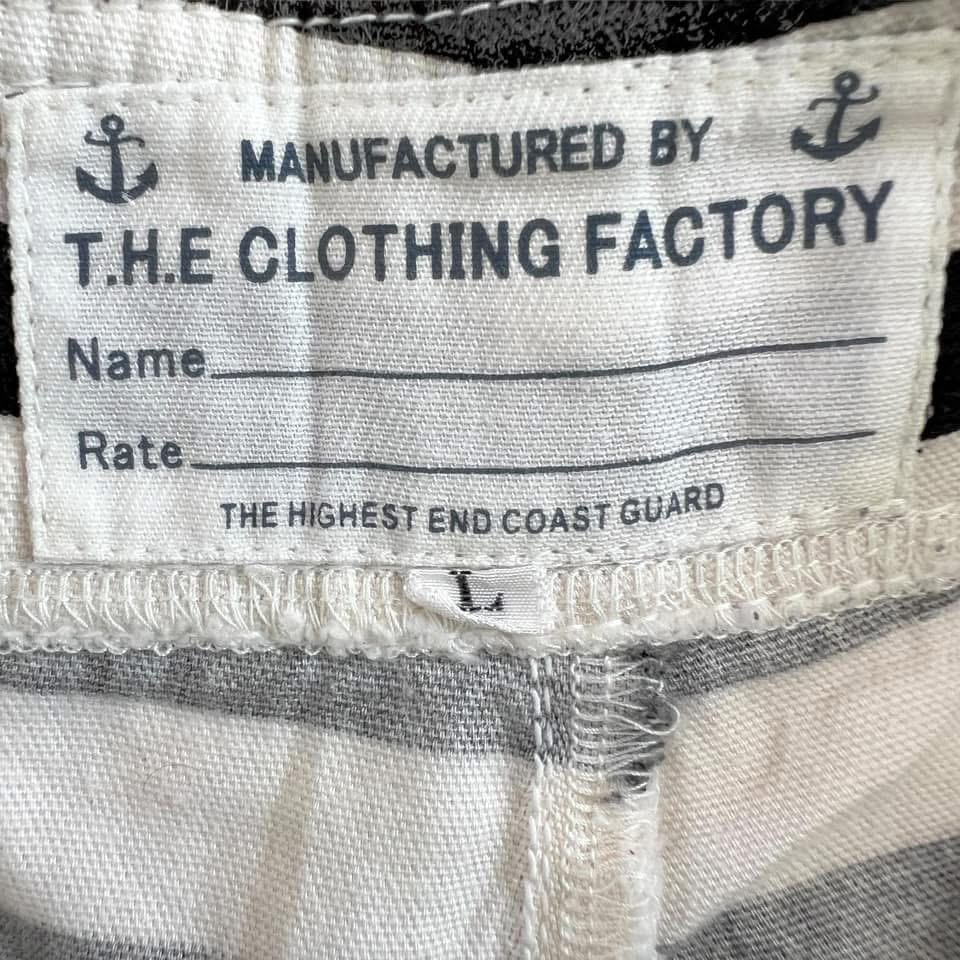 MANUFACTURED BY
T.H.E CLOTHING FACTORY
Name
Rate
THE HIGHEST END COAST GUARD
L